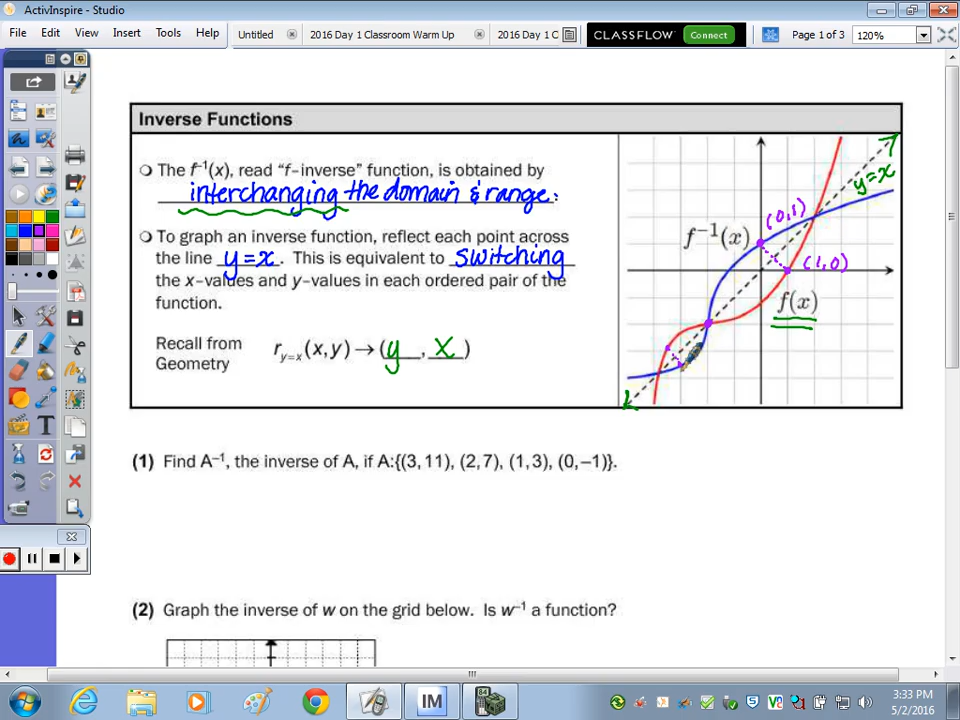 ActivInspire - Studio
File Edit View Insert Tools Help Untitled 2016 Day 1 Classroom Warm Up 2016 Day 1 C CLASSFLOW Connect Page 1 of 3 120%
Inverse Functions
The f⁻¹(x), read "f-inverse" function, is obtained by
interchanging the domain & range.
To graph an inverse function, reflect each point across
the line y=x. This is equivalent to switching
the x-values and y-values in each ordered pair of the
function.
Recall from
Geometry
r y=x (x, y) → (y, x)
y=x
(0,1)
f⁻¹(x)
(1,0)
f(x)
(1) Find A⁻¹, the inverse of A, if A:{(3, 11), (2, 7), (1, 3), (0, −1)}.
(2) Graph the inverse of w on the grid below. Is w⁻¹ a function?
IM
3:33 PM
5/2/2016